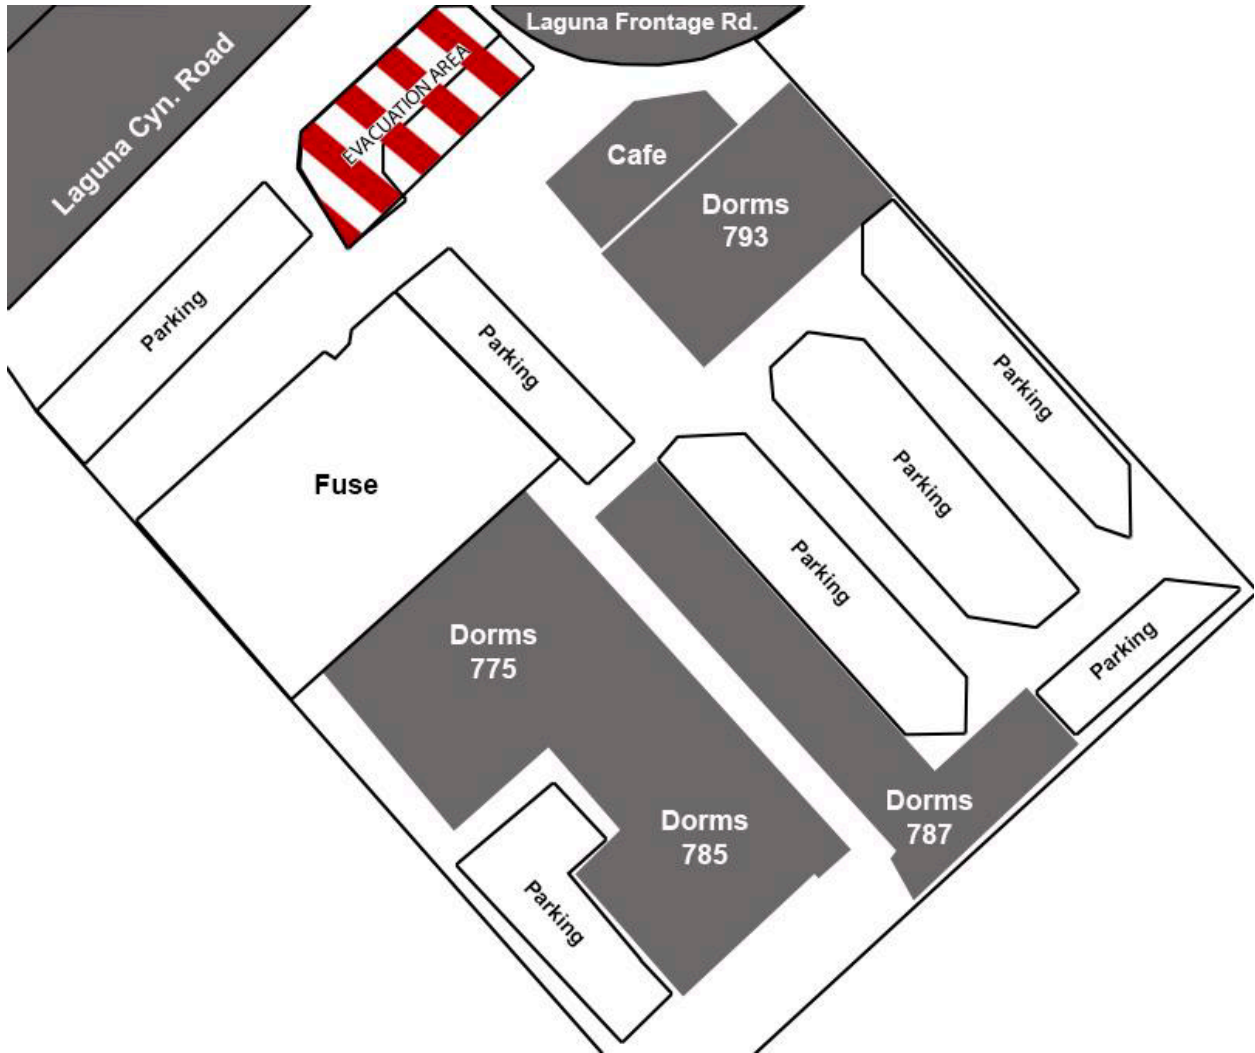 Laguna Frontage Rd.
Laguna Cyn. Road
EVACUATION AREA
Cafe
Dorms
793
Parking
Parking
Parking
Parking
Fuse
Parking
Parking
Dorms
775
Parking
Dorms
787
Dorms
785
Parking